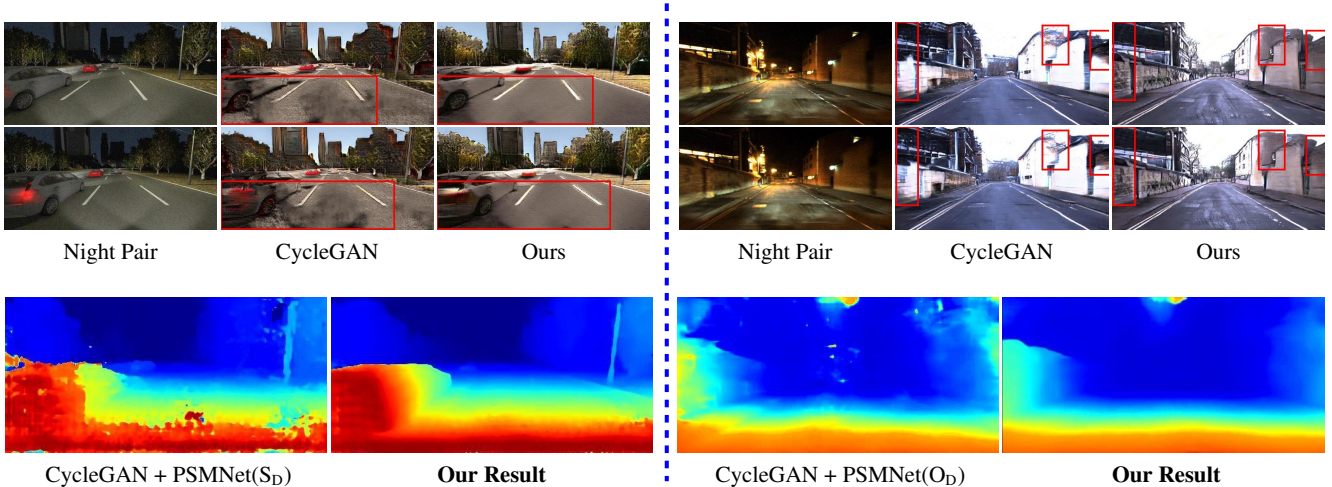 Night Pair
CycleGAN
Ours
Night Pair
CycleGAN
Ours
CycleGAN + PSMNet(S_D)
Our Result
CycleGAN + PSMNet(O_D)
Our Result